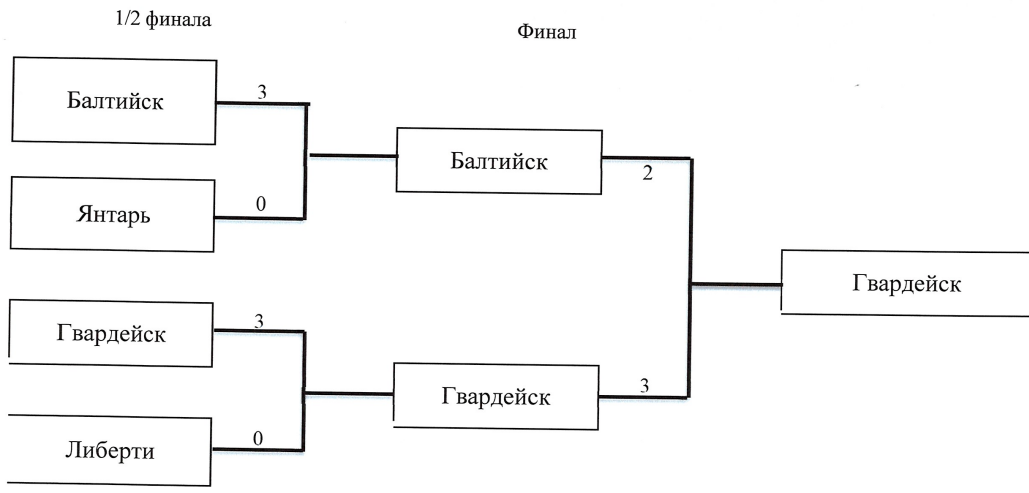 1/2 финала
Финал
Балтийск
3
Янтарь
0
Гвардейск
3
Либерти
0
Балтийск
2
Гвардейск
3
Гвардейск